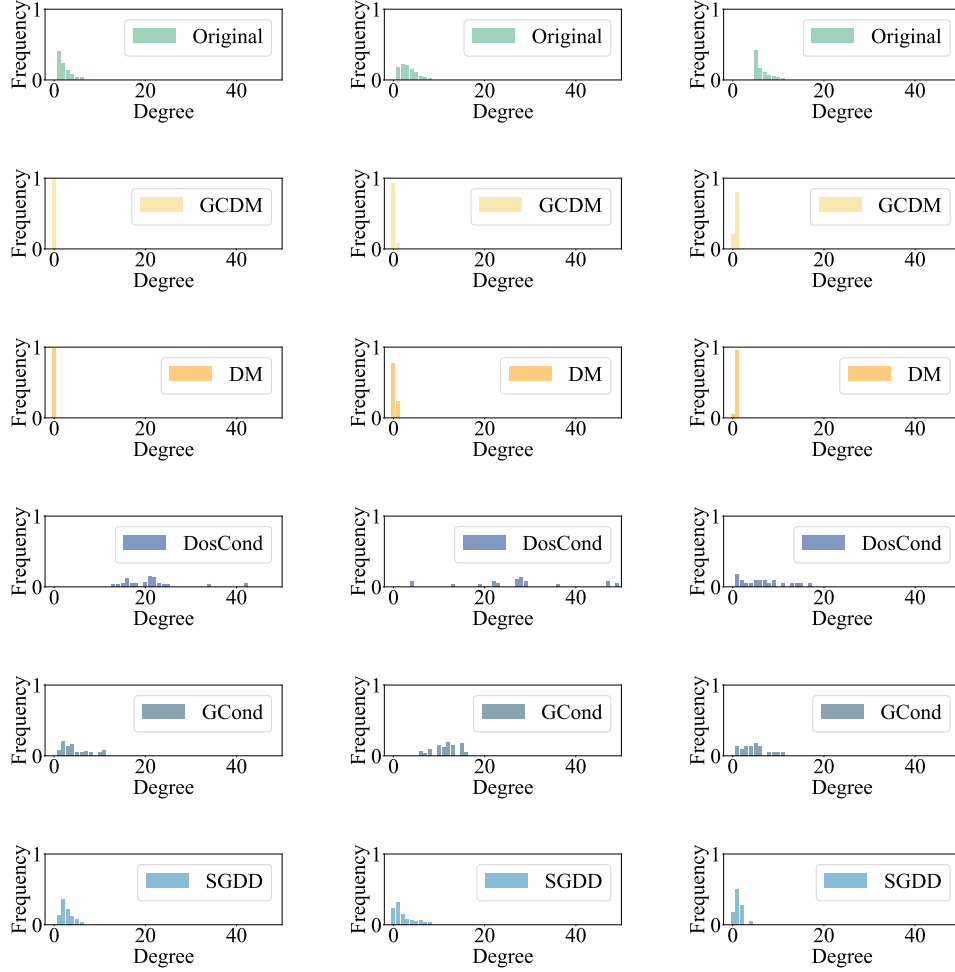 1 1 1
Frequency Original Frequency Original Frequency Original
0 0 0
0 20 40 0 20 40 0 20 40
Degree Degree Degree
1 1 1
Frequency GCDM Frequency GCDM Frequency GCDM
0 0 0
0 20 40 0 20 40 0 20 40
Degree Degree Degree
1 1 1
Frequency DM Frequency DM Frequency DM
0 0 0
0 20 40 0 20 40 0 20 40
Degree Degree Degree
1 1 1
Frequency DosCond Frequency DosCond Frequency DosCond
0 0 0
0 20 40 0 20 40 0 20 40
Degree Degree Degree
1 1 1
Frequency GCond Frequency GCond Frequency GCond
0 0 0
0 20 40 0 20 40 0 20 40
Degree Degree Degree
1 1 1
Frequency SGDD Frequency SGDD Frequency SGDD
0 0 0
0 20 40 0 20 40 0 20 40
Degree Degree Degree